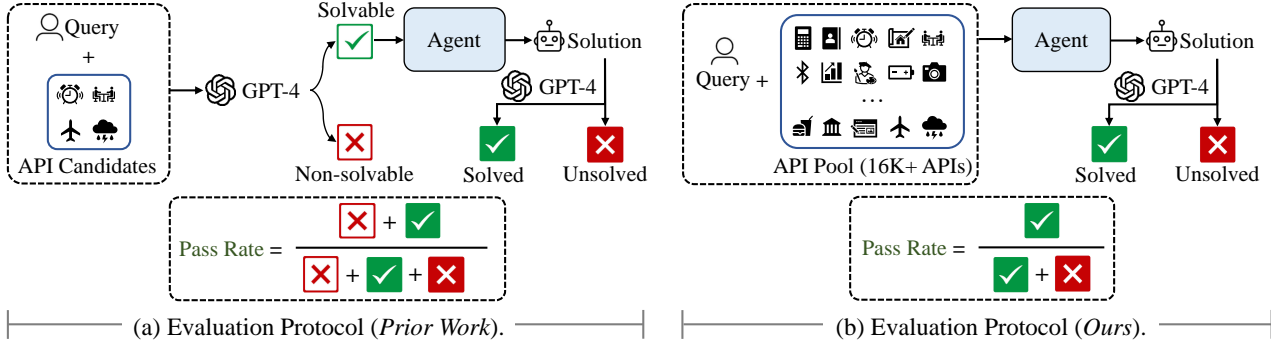 Query
+
API Candidates
GPT-4
Solvable
Non-solvable
Agent
Solution
GPT-4
Solved
Unsolved
Pass Rate =
+
+ +
(a) Evaluation Protocol (Prior Work).
Query +
...
API Pool (16K+ APIs)
Agent
Solution
GPT-4
Solved
Unsolved
Pass Rate =
+
(b) Evaluation Protocol (Ours).